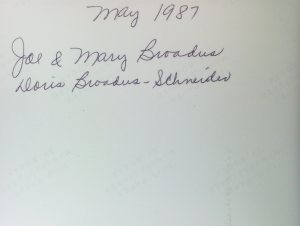 May 1987
Joe & Mary Broadus
Doris Broadus-Schneider